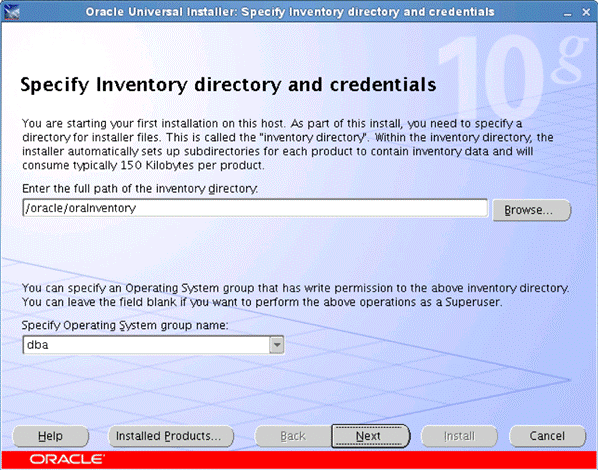 Oracle Universal Installer: Specify Inventory directory and credentials
10g
Specify Inventory directory and credentials
You are starting your first installation on this host. As part of this install, you need to specify a
directory for installer files. This is called the "inventory directory". Within the inventory directory, the
installer automatically sets up subdirectories for each product to contain inventory data and will
consume typically 150 Kilobytes per product.
Enter the full path of the inventory directory:
/oracle/oraInventory
Browse...
You can specify an Operating System group that has write permission to the above inventory directory.
You can leave the field blank if you want to perform the above operations as a Superuser.
Specify Operating System group name:
dba
Help
Installed Products...
Back
Next
Install
Cancel
ORACLE